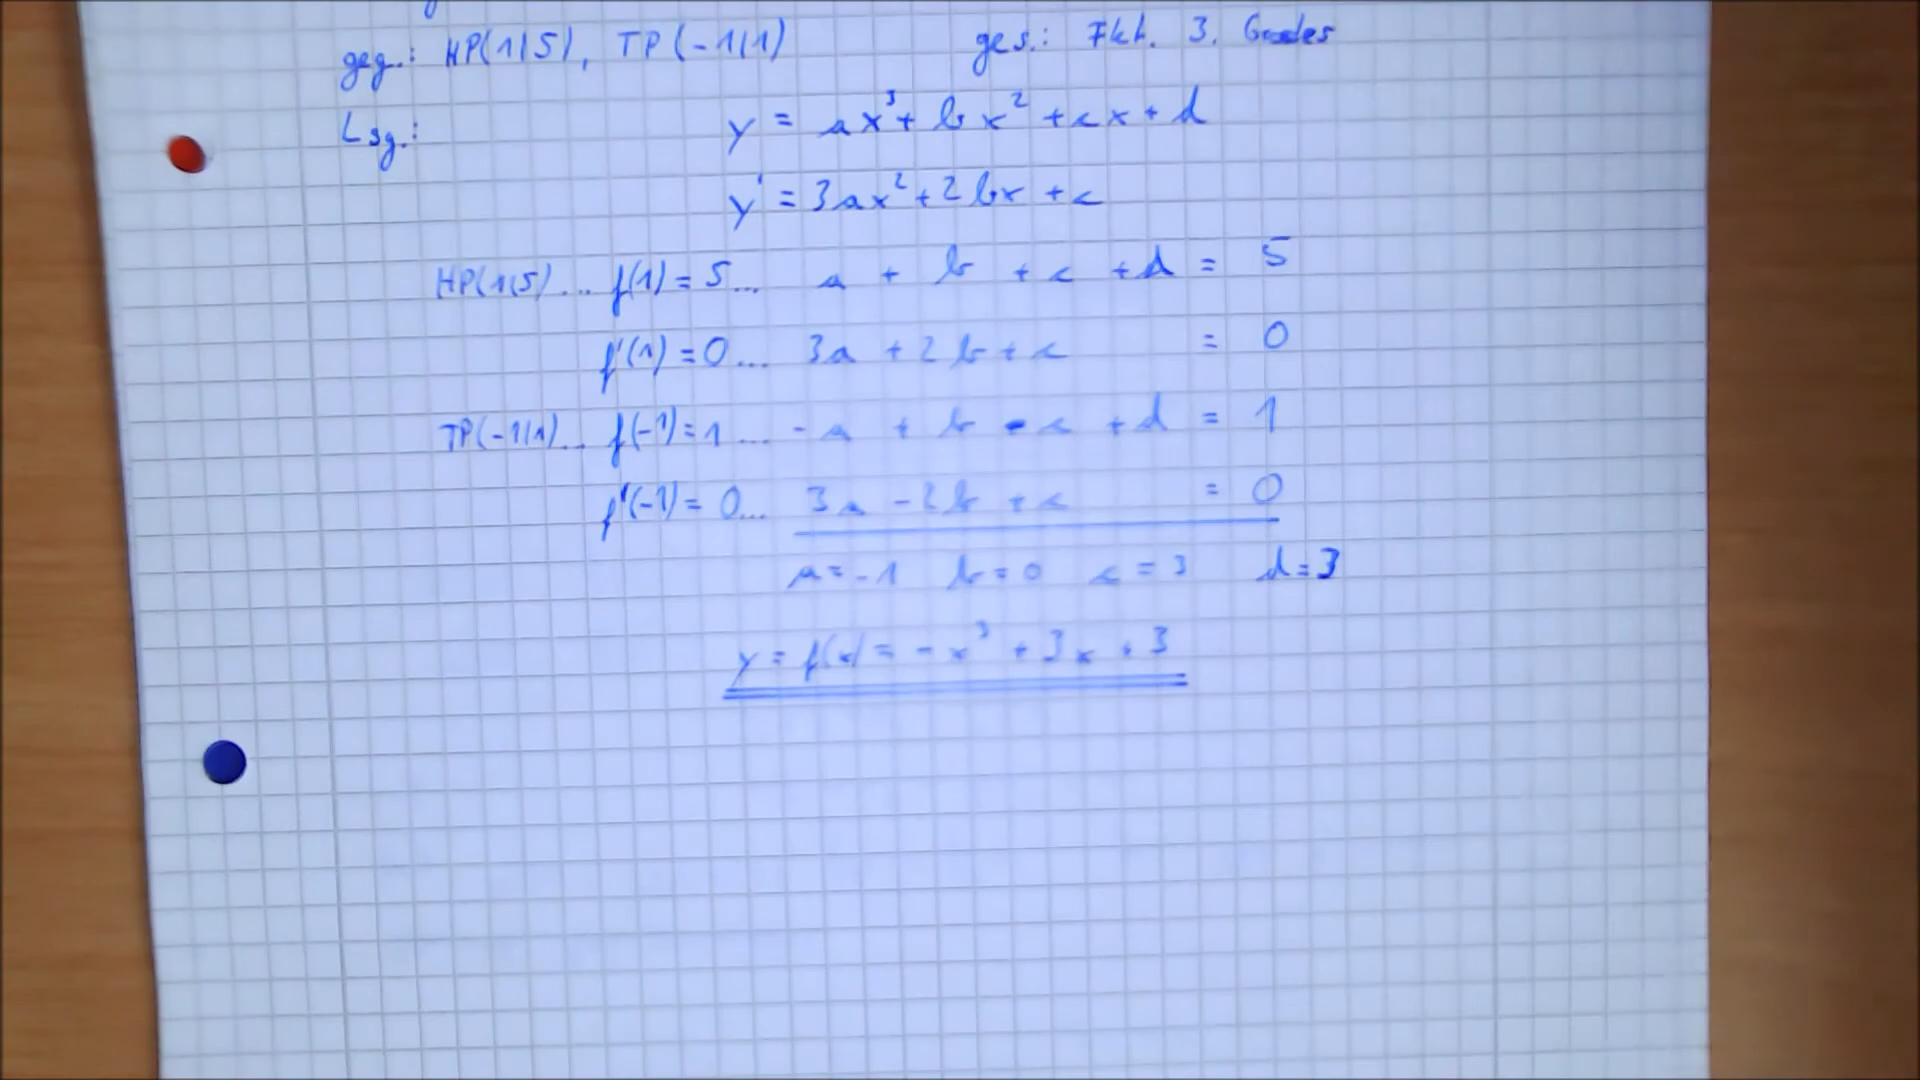 geg.: HP(1|5), TP(-1|1) ges.: Fkt. 3. Grades
Lsg.: y = ax³ + bx² + cx + d
y' = 3ax² + 2bx + c
HP(1|5)... f(1) = 5... a + b + c + d = 5
f'(1) = 0... 3a + 2b + c = 0
TP(-1|1)... f(-1) = 1... -a + b - c + d = 1
f'(-1) = 0... 3a - 2b + c = 0
a = -1 b = 0 c = 3 d = 3
y = f(x) = -x³ + 3x + 3